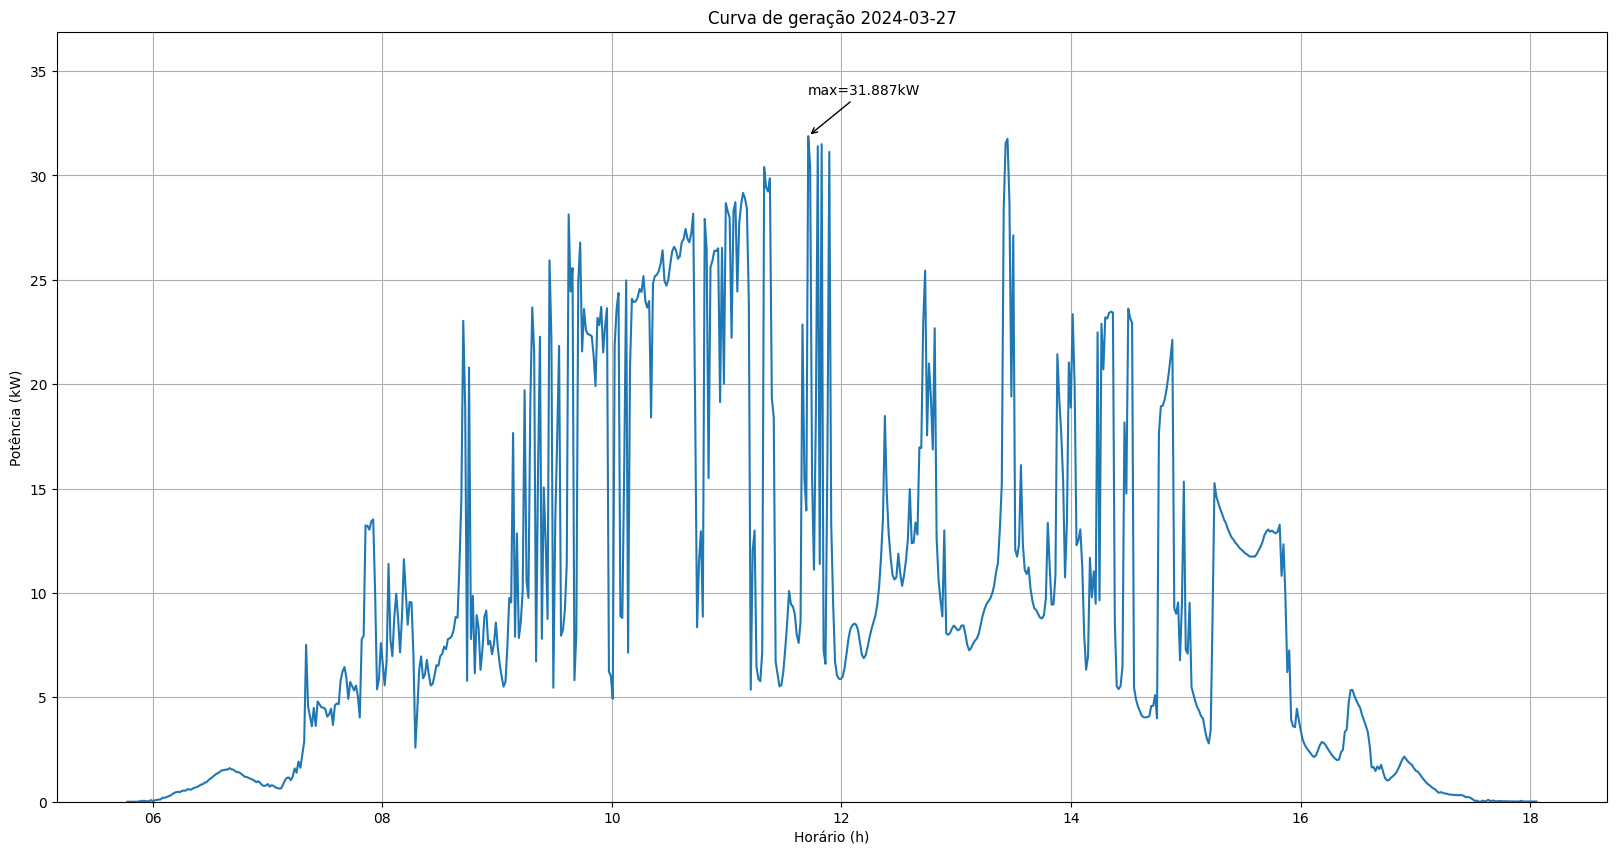 Curva de geração 2024-03-27
max=31.887kW
Potência (kW)
35
30
25
20
15
10
5
0
06 08 10 12 14 16 18
Horário (h)